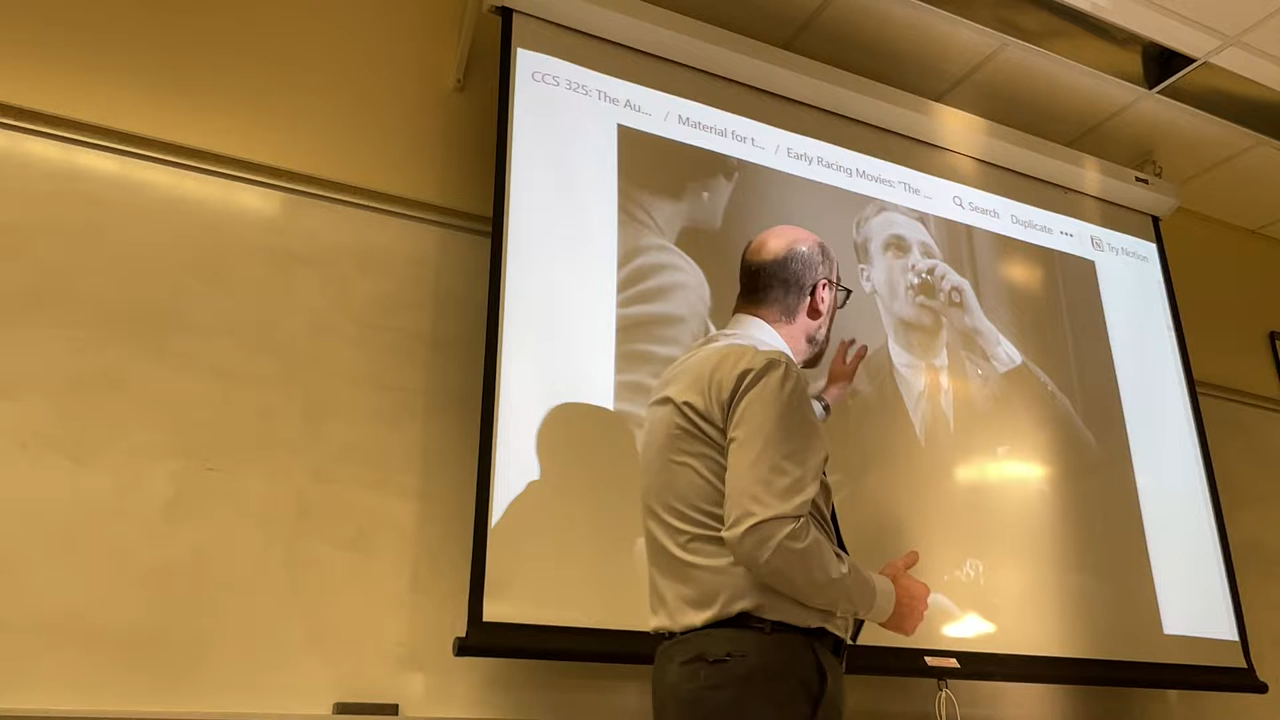 CCS 325: The Au... / Material for t... / Early Racing Movies: "The ... Search Duplicate ••• Try Notion